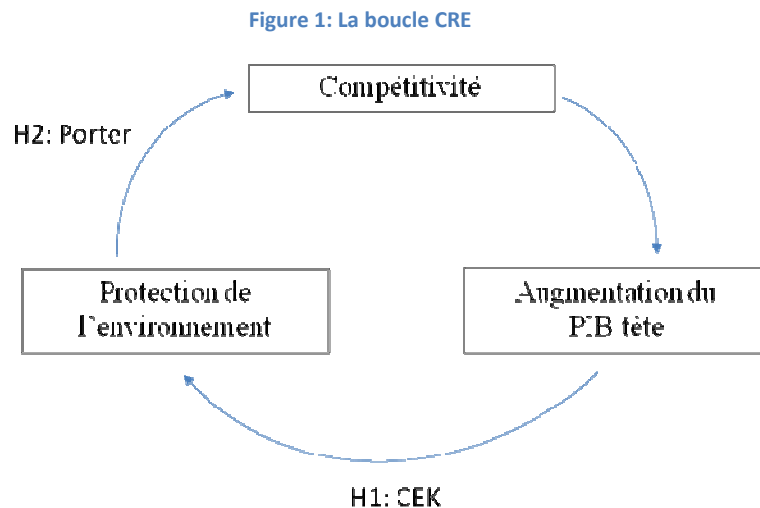 Figure 1: La boucle CRE
Compétitivité
H2: Porter
Protection de
l'environnement
Augmentation du
PIB tête
H1: CEK